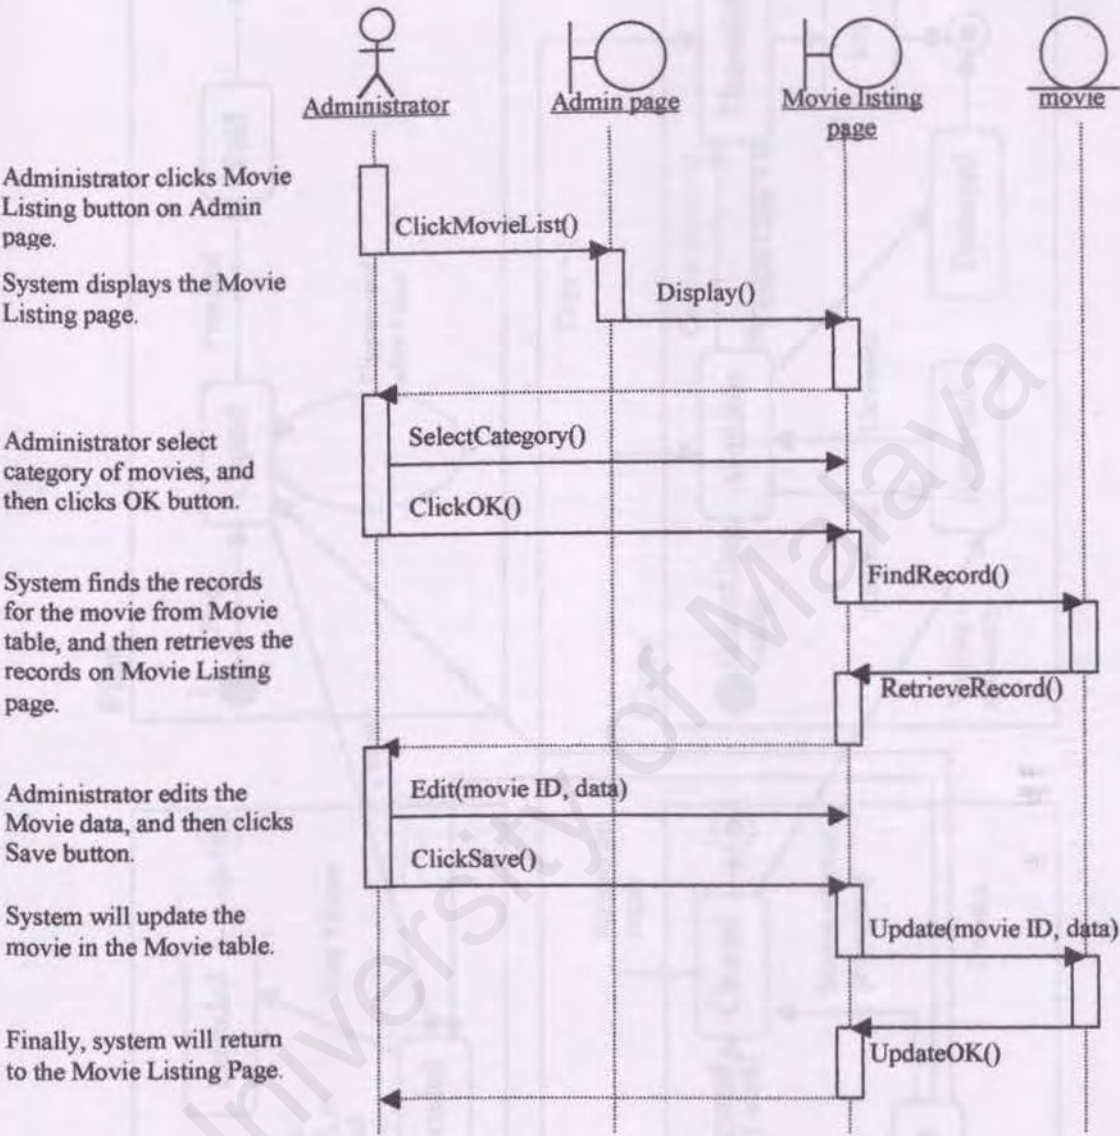 Administrator
Admin page
Movie listing
page
movie
Administrator clicks Movie
Listing button on Admin
page.
ClickMovieList()
System displays the Movie
Listing page.
Display()
Administrator select
category of movies, and
then clicks OK button.
SelectCategory()
ClickOK()
System finds the records
for the movie from Movie
table, and then retrieves the
records on Movie Listing
page.
FindRecord()
RetrieveRecord()
Administrator edits the
Movie data, and then clicks
Save button.
Edit(movie ID, data)
ClickSave()
System will update the
movie in the Movie table.
Update(movie ID, data)
Finally, system will return
to the Movie Listing Page.
UpdateOK()
University of Malaya